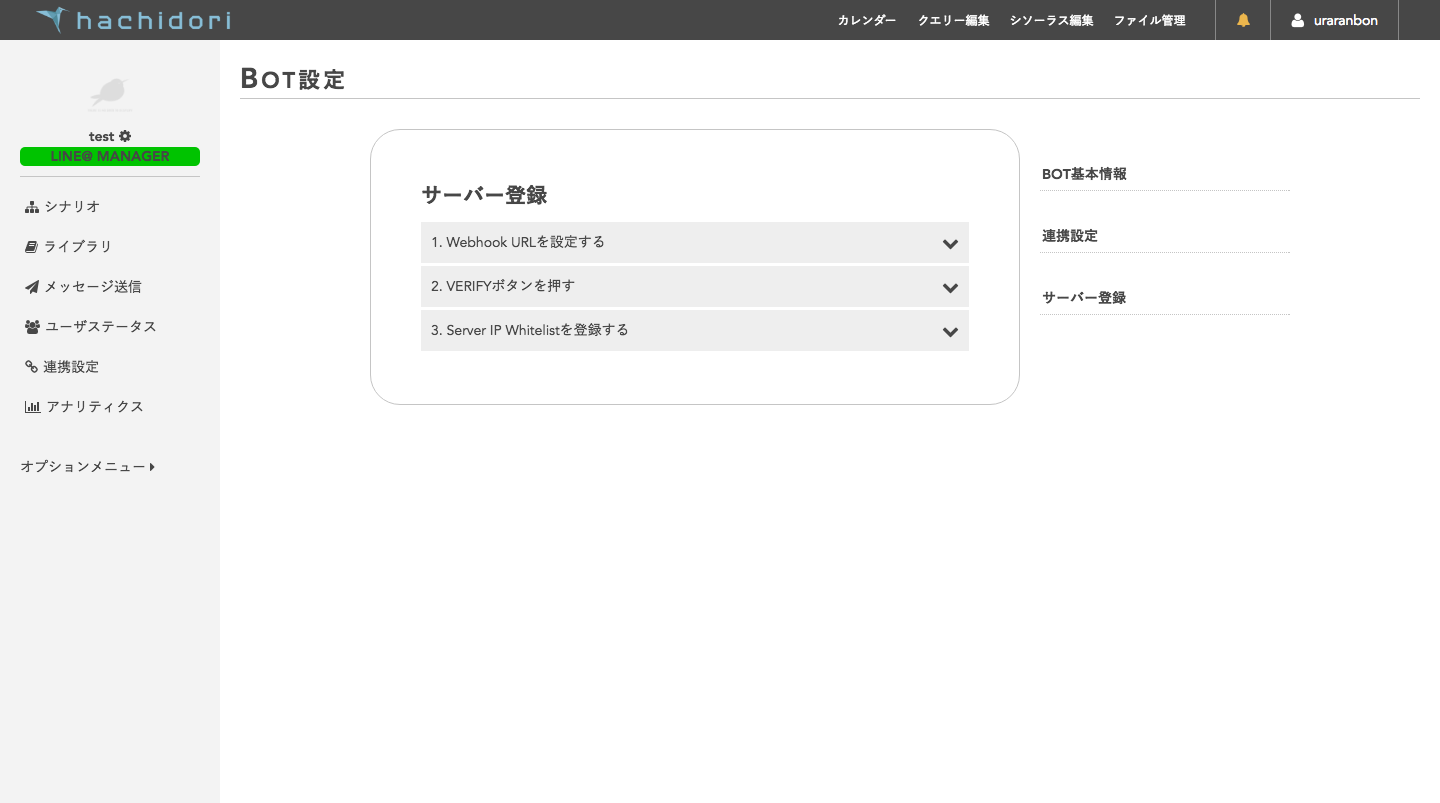 hachidori
カレンダー
クエリー編集
シソーラス編集
ファイル管理
uraranbon
test
LINE@ MANAGER
シナリオ
ライブラリ
メッセージ送信
ユーザステータス
連携設定
アナリティクス
オプションメニュー
BOT設定
サーバー登録
1. Webhook URLを設定する
2. VERIFYボタンを押す
3. Server IP Whitelistを登録する
BOT基本情報
連携設定
サーバー登録